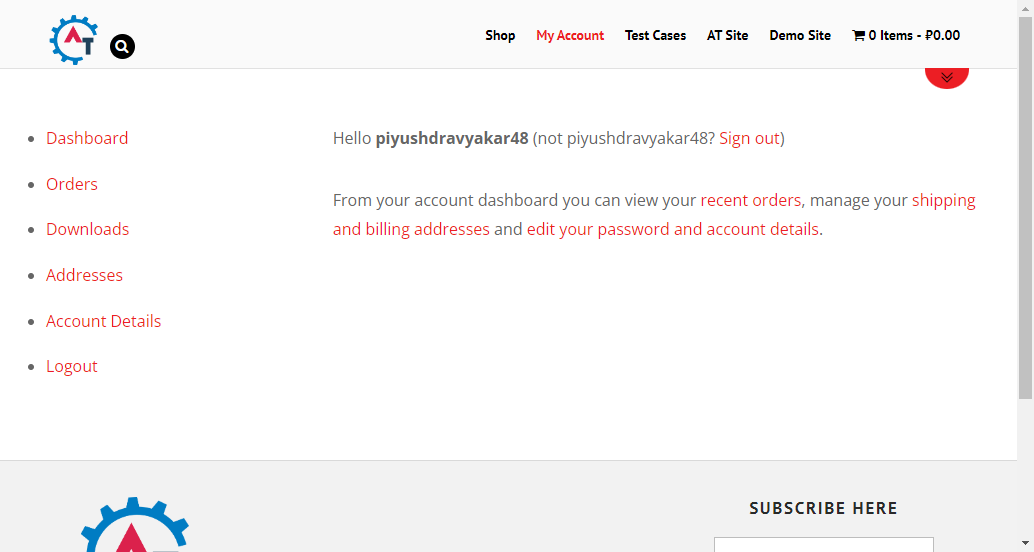 AT
Shop My Account Test Cases AT Site Demo Site 0 Items - ₽0.00
Dashboard
Orders
Downloads
Addresses
Account Details
Logout
Hello piyushdravyakar48 (not piyushdravyakar48? Sign out)
From your account dashboard you can view your recent orders, manage your shipping
and billing addresses and edit your password and account details.
SUBSCRIBE HERE